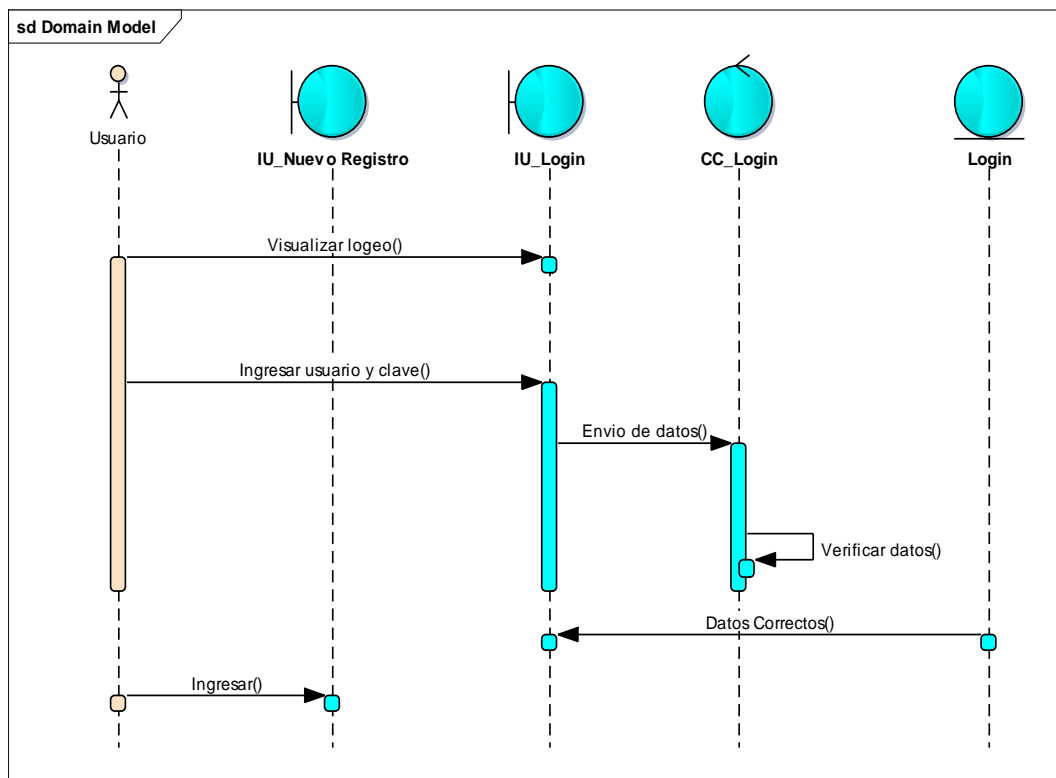 sd Domain Model
Usuario
IU_Nuevo Registro
IU_Login
CC_Login
Login
Visualizar logeo()
Ingresar usuario y clave()
Envio de datos()
Verificar datos()
Datos Correctos()
Ingresar()